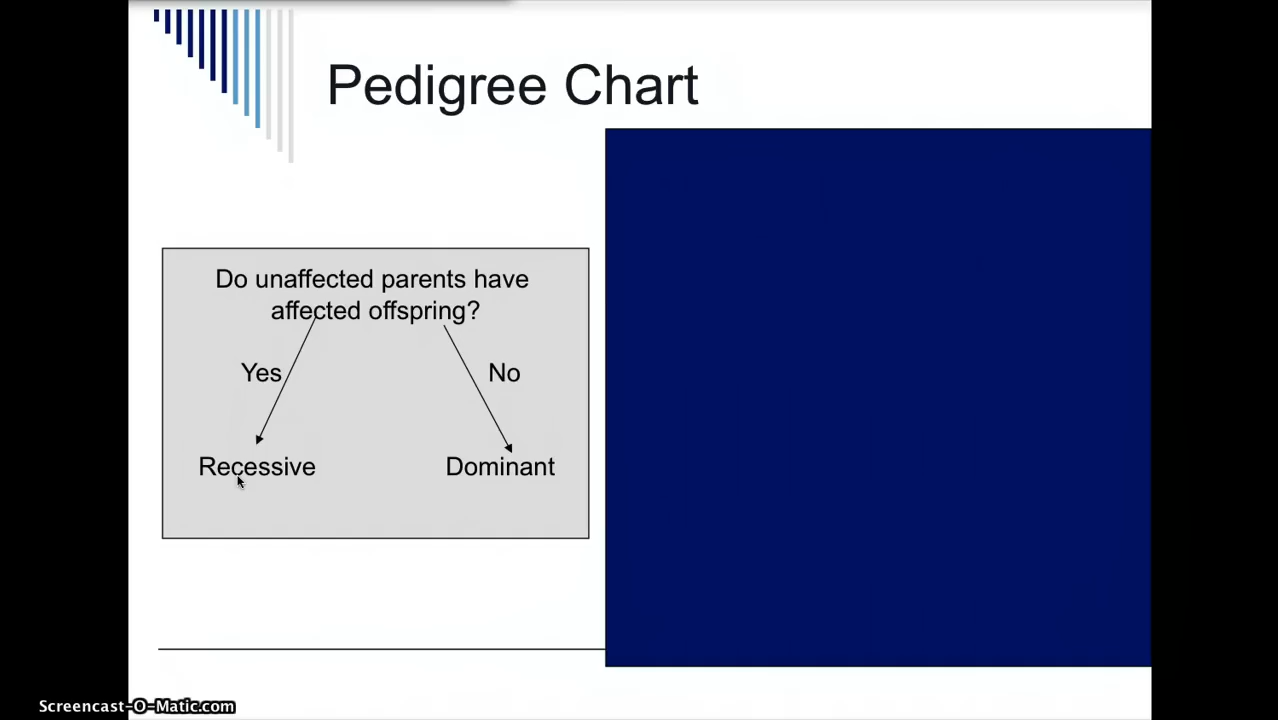 Pedigree Chart
Do unaffected parents have
affected offspring?
Yes
No
Recessive
Dominant
Screencast-O-Matic.com